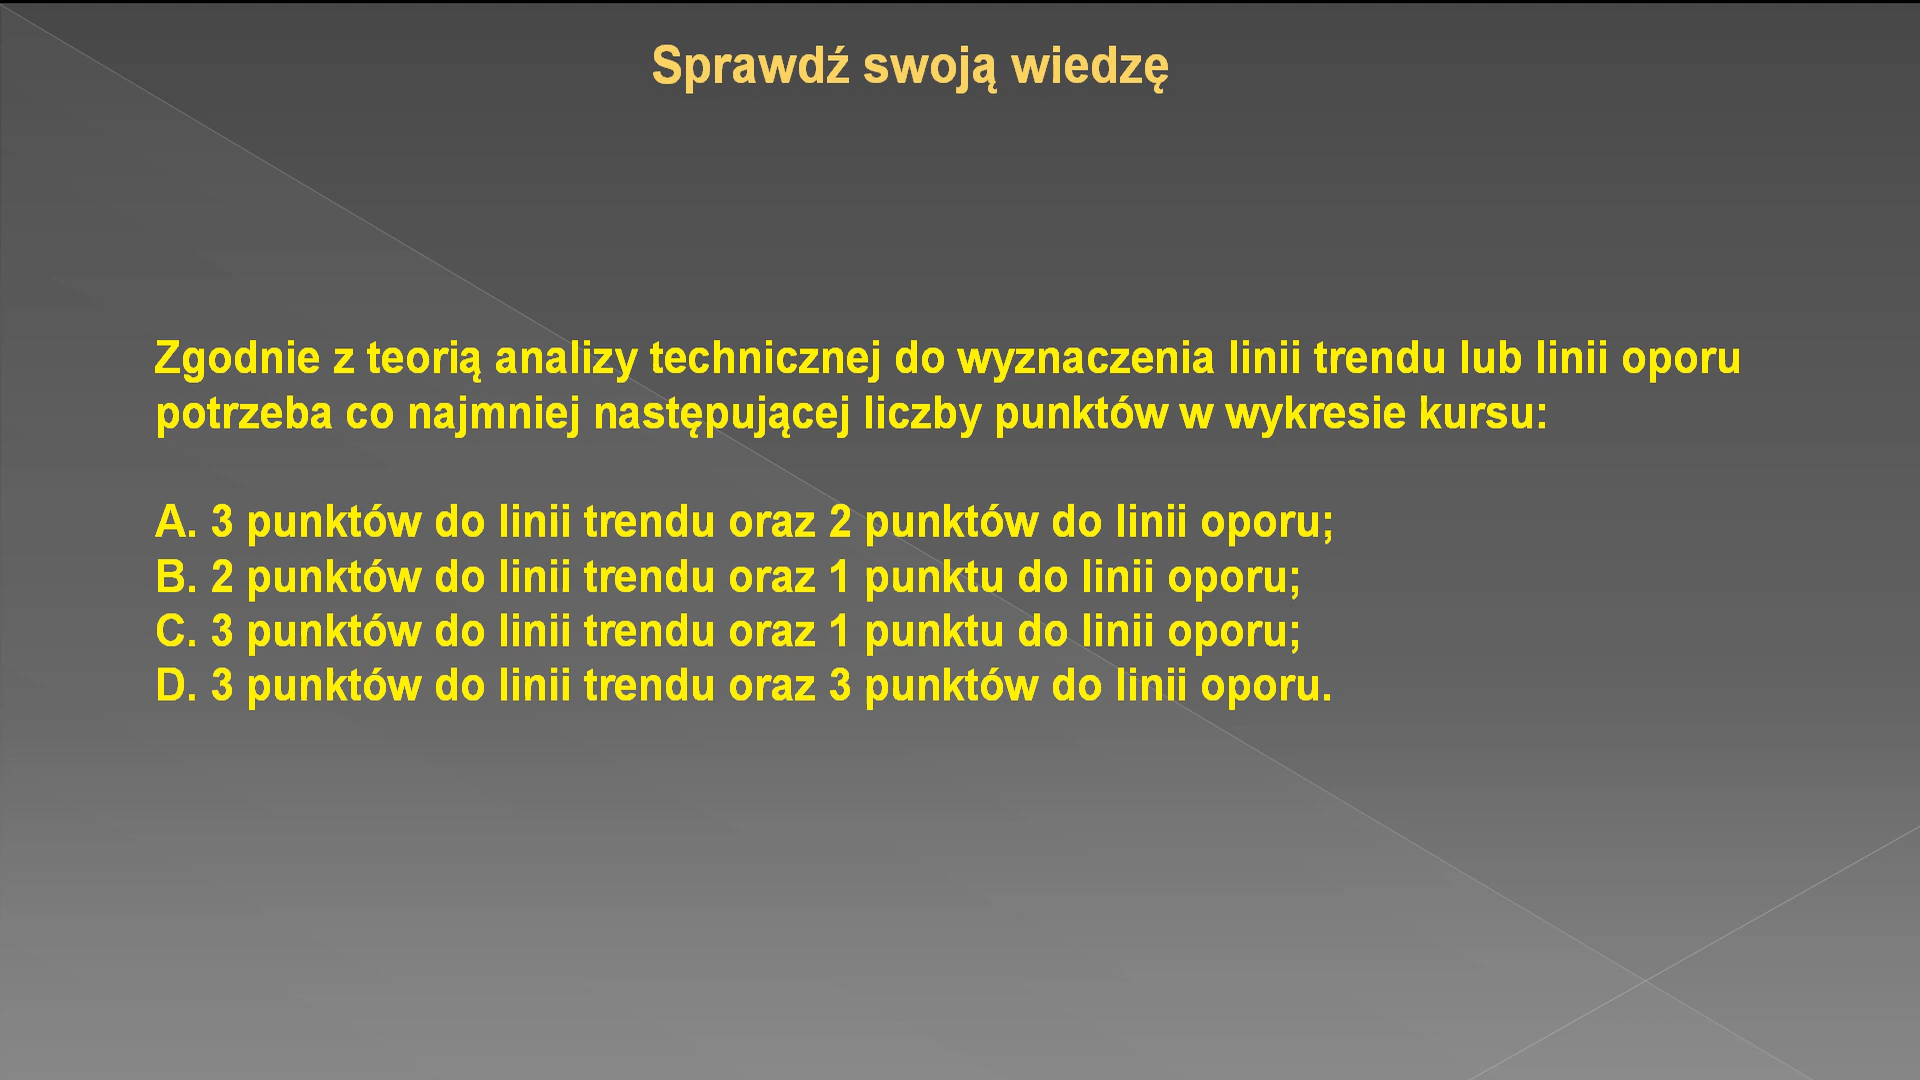 Sprawdź swoją wiedzę
Zgodnie z teorią analizy technicznej do wyznaczenia linii trendu lub linii oporu
potrzeba co najmniej następującej liczby punktów w wykresie kursu:
A. 3 punktów do linii trendu oraz 2 punktów do linii oporu;
B. 2 punktów do linii trendu oraz 1 punktu do linii oporu;
C. 3 punktów do linii trendu oraz 1 punktu do linii oporu;
D. 3 punktów do linii trendu oraz 3 punktów do linii oporu.